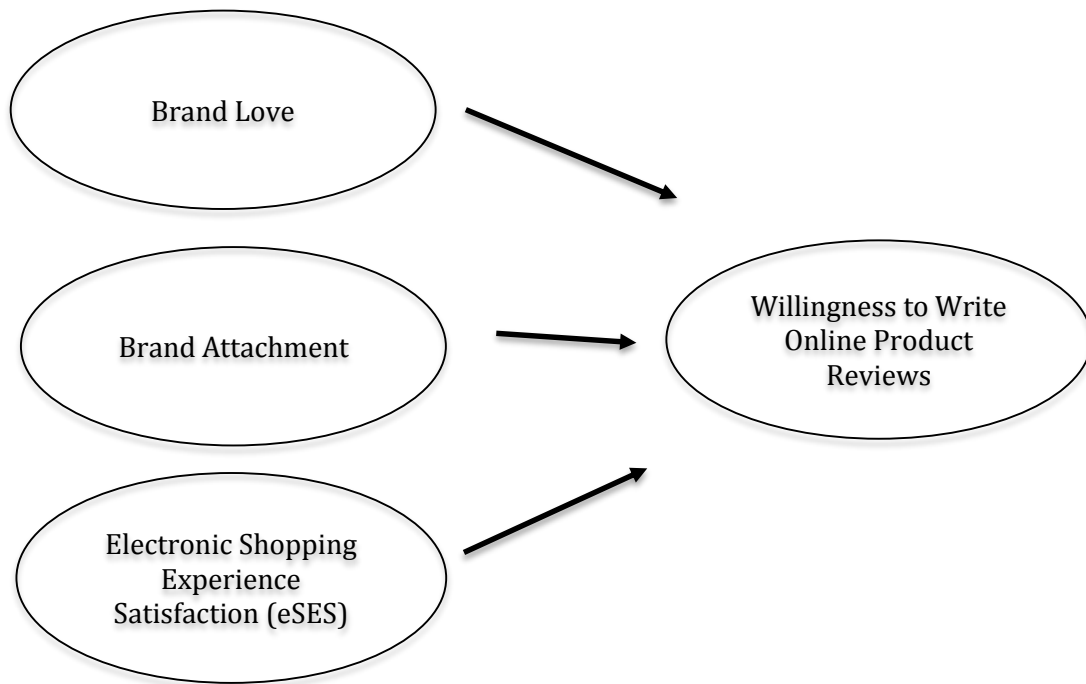 Brand Love
Brand Attachment
Electronic Shopping
Experience
Satisfaction (eSES)
Willingness to Write
Online Product
Reviews